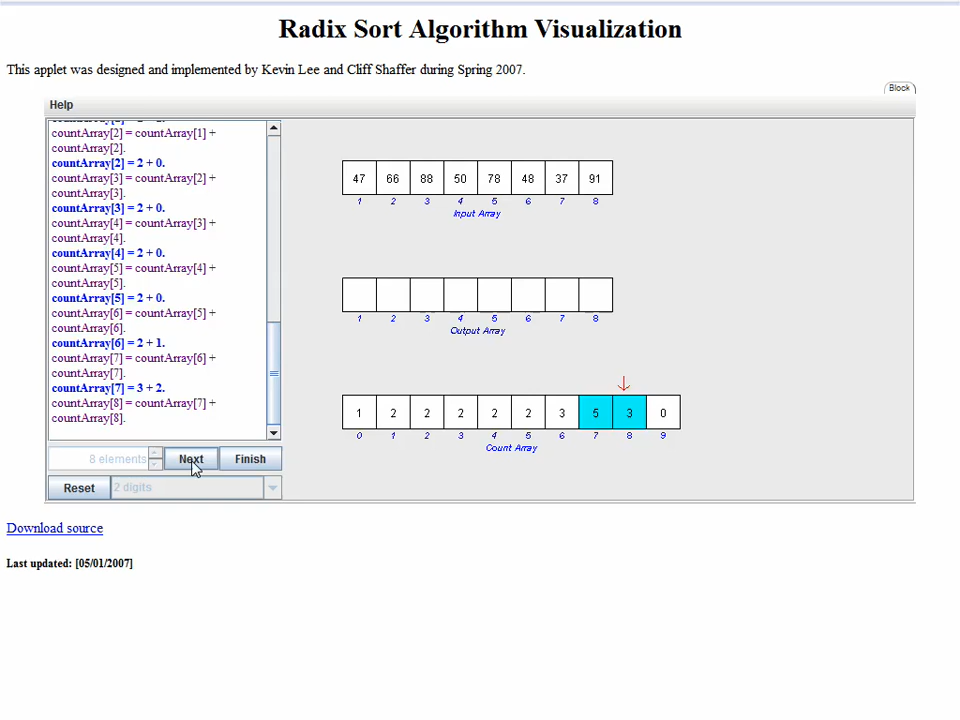 Radix Sort Algorithm Visualization
This applet was designed and implemented by Kevin Lee and Cliff Shaffer during Spring 2007.
Block
Help
countArray[2] = countArray[1] +
countArray[2].
countArray[2] = 2 + 0.
countArray[3] = countArray[2] +
countArray[3].
countArray[3] = 2 + 0.
countArray[4] = countArray[3] +
countArray[4].
countArray[4] = 2 + 0.
countArray[5] = countArray[4] +
countArray[5].
countArray[5] = 2 + 0.
countArray[6] = countArray[5] +
countArray[6].
countArray[6] = 2 + 1.
countArray[7] = countArray[6] +
countArray[7].
countArray[7] = 3 + 2.
countArray[8] = countArray[7] +
countArray[8].
8 elements Next Finish
Reset 2 digits
47 66 88 50 78 48 37 91
1 2 3 4 5 6 7 8
Input Array
1 2 3 4 5 6 7 8
Output Array
1 2 2 2 2 2 3 5 3 0
0 1 2 3 4 5 6 7 8 9
Count Array
Download source
Last updated: [05/01/2007]